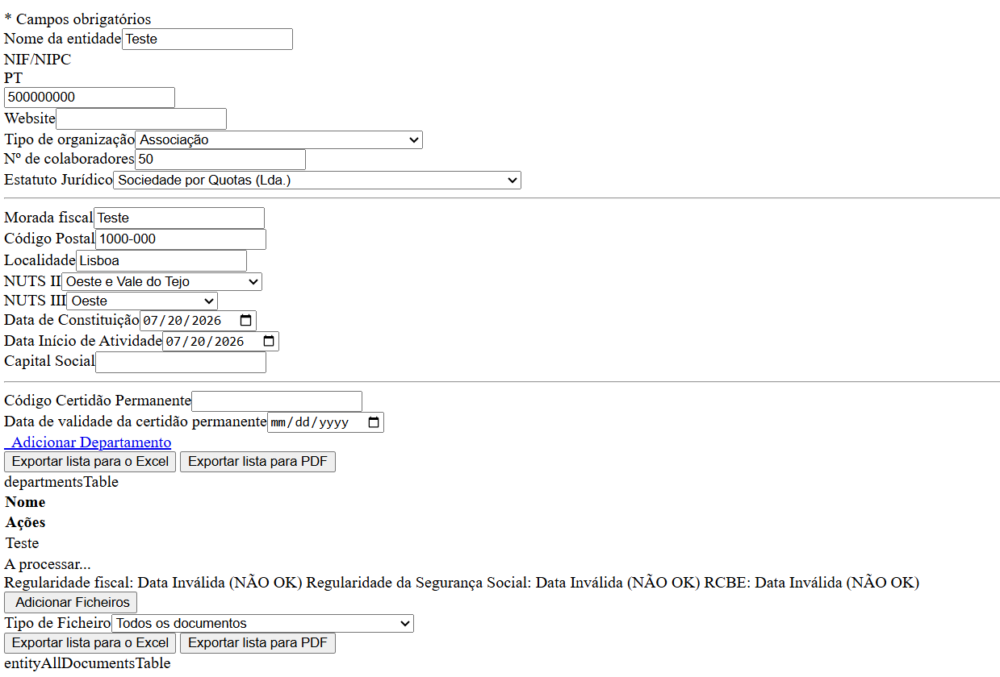 * Campos obrigatórios
Nome da entidade Teste
NIF/NIPC
PT
500000000
Website
Tipo de organização Associação
Nº de colaboradores 50
Estatuto Jurídico Sociedade por Quotas (Lda.)
Morada fiscal Teste
Código Postal 1000-000
Localidade Lisboa
NUTS II Oeste e Vale do Tejo
NUTS III Oeste
Data de Constituição 07/20/2026
Data Início de Atividade 07/20/2026
Capital Social
Código Certidão Permanente
Data de validade da certidão permanente mm/dd/yyyy
Adicionar Departamento
Exportar lista para o Excel Exportar lista para PDF
departmentsTable
Nome
Ações
Teste
A processar...
Regularidade fiscal: Data Inválida (NÃO OK) Regularidade da Segurança Social: Data Inválida (NÃO OK) RCBE: Data Inválida (NÃO OK)
Adicionar Ficheiros
Tipo de Ficheiro Todos os documentos
Exportar lista para o Excel Exportar lista para PDF
entityAllDocumentsTable